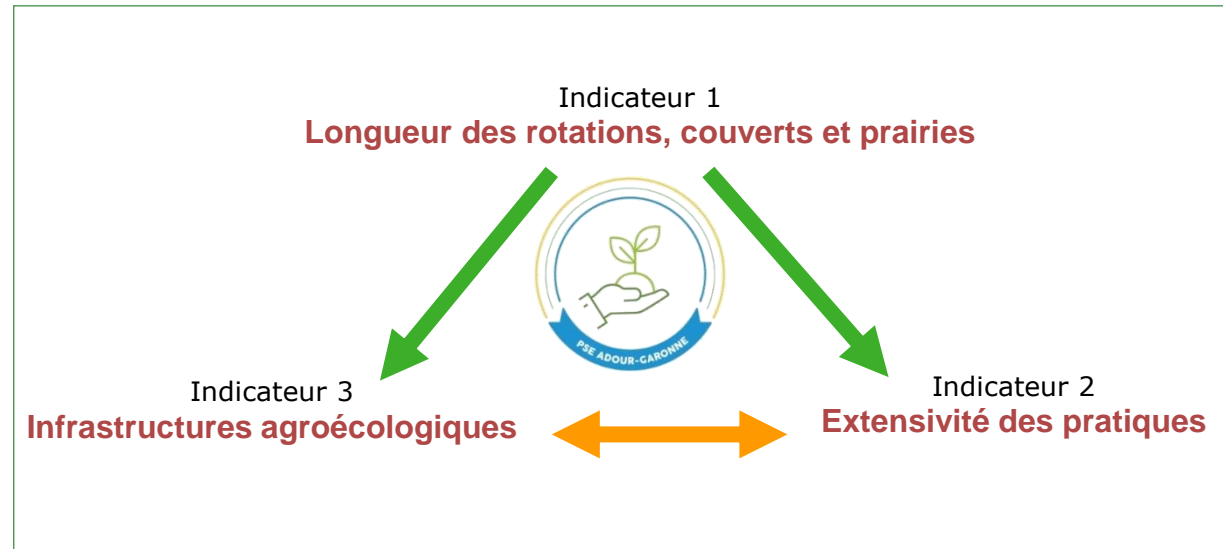 Indicateur 1
Longueur des rotations, couverts et prairies
PSE ADOUR-GARONNE
Indicateur 3
Infrastructures agroécologiques
Indicateur 2
Extensivité des pratiques